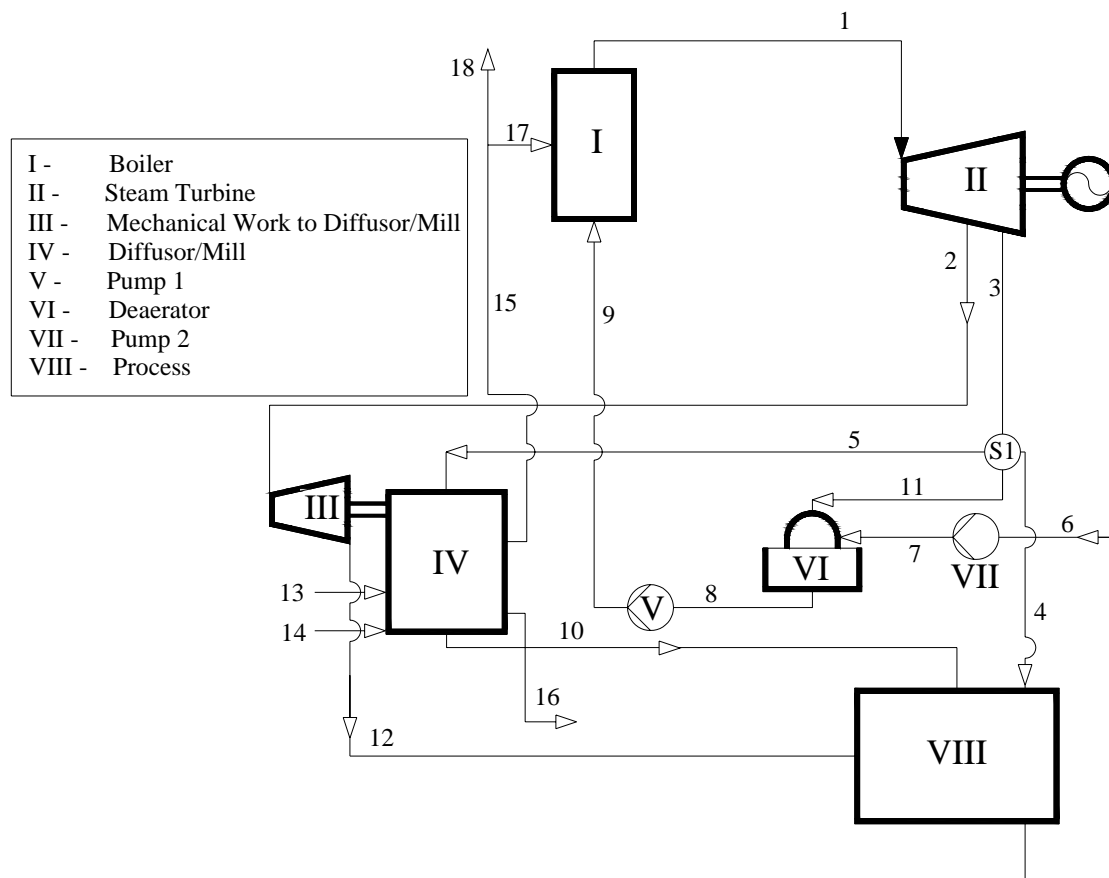 1
18
17
I
I - Boiler
II - Steam Turbine
III - Mechanical Work to Diffusor/Mill
IV - Diffusor/Mill
V - Pump 1
VI - Deaerator
VII - Pump 2
VIII - Process
II
2
3
15
9
5
S1
11
III
6
7
IV
VI
VII
13
8
V
14
10
4
16
12
VIII